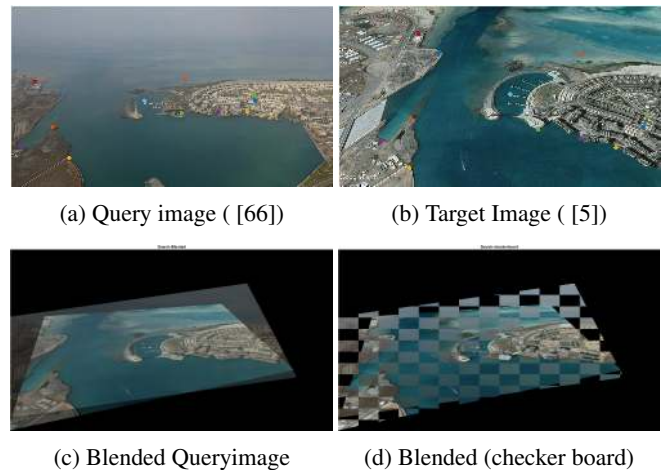 (a) Query image ( [66])
(b) Target Image ( [5])
(c) Blended Queryimage
(d) Blended (checker board)